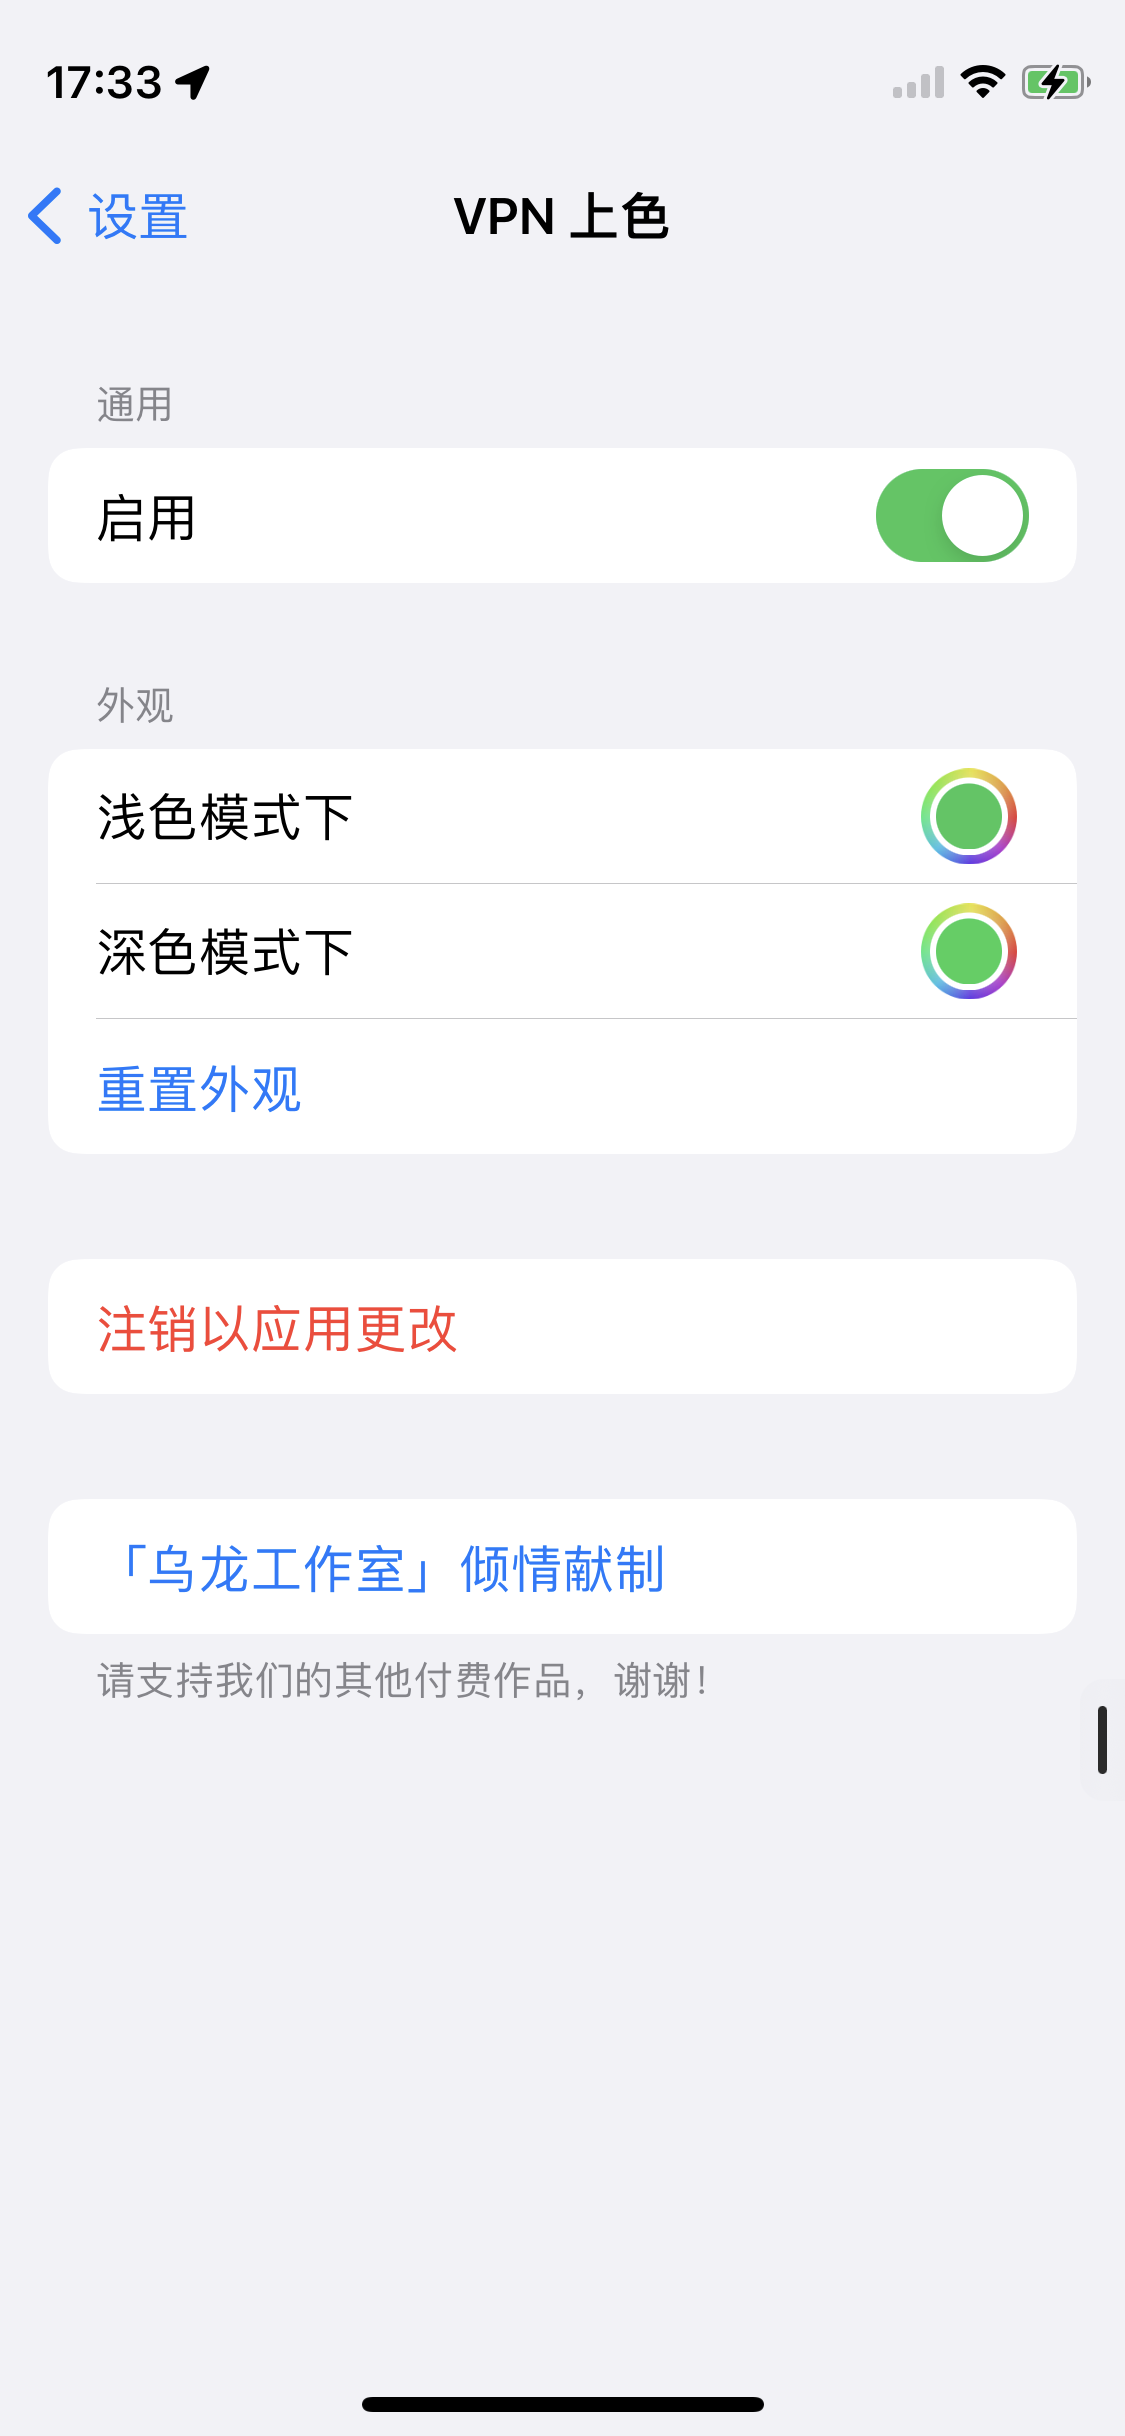 17:33
设置
VPN 上色
通用
启用
外观
浅色模式下
深色模式下
重置外观
注销以应用更改
「乌龙工作室」倾情献制
请支持我们的其他付费作品，谢谢！